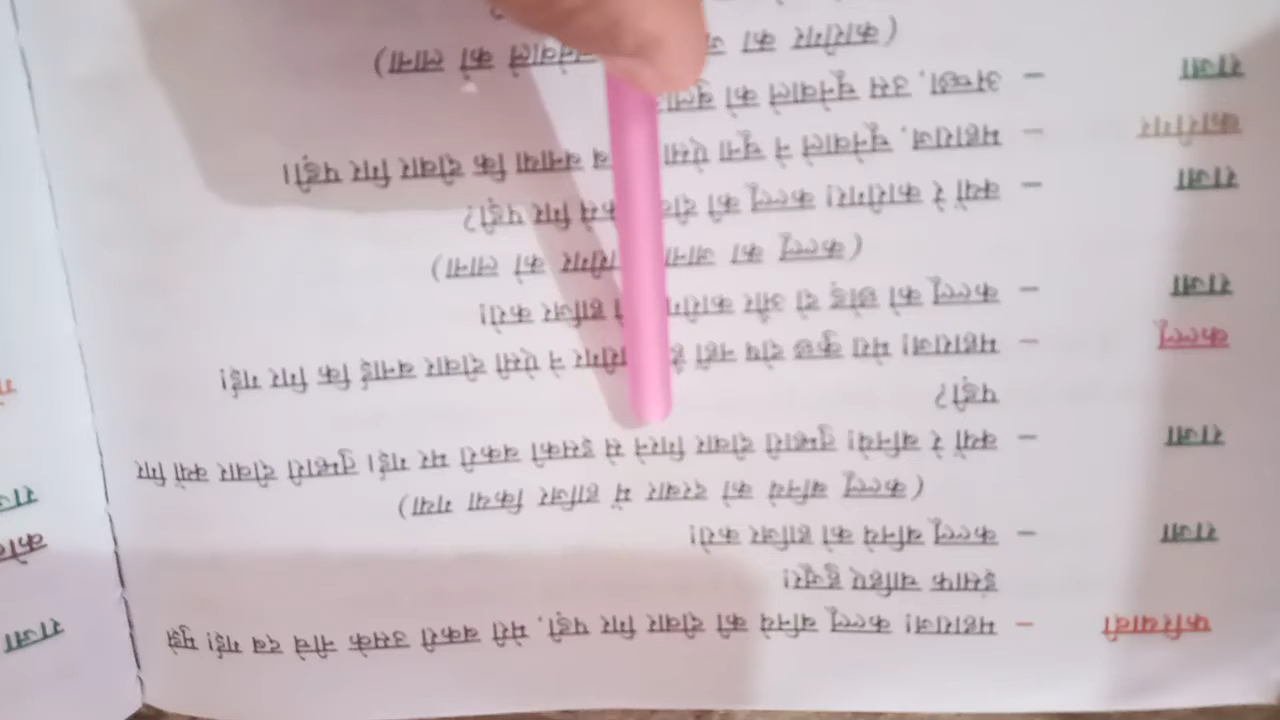 फरियादी – महाराज! कल्लू बनिये की दीवार गिर पड़ी, मेरी बकरी उसके नीचे दब गई। मुझे
इंसाफ चाहिए हुजूर!
राजा – कल्लू बनिये को हाजिर करो।
(कल्लू बनिये को दरबार में हाजिर किया गया)
राजा – क्यों रे बनिये! तुम्हारी दीवार गिरने से इसकी बकरी मर गई। तुम्हारी दीवार क्यों गिर
पड़ी?
कल्लू – महाराज! मेरा कुछ दोष नहीं है ने ऐसी दीवार बनाई कि गिर गई।
राजा – कल्लू को छोड़ दो और हाजिर करो।
(कल्लू का जाना को लाना)
राजा – क्यों रे कारीगर! कल्लू की गिर पड़ी?
कारीगर – महाराज, चूनेवाले ने चूना ऐसा बनाया कि दीवार गिर पड़ी।
राजा – अच्छा, उस चूनेवाले को
(कारीगर का को लाना)
राजा
राजा